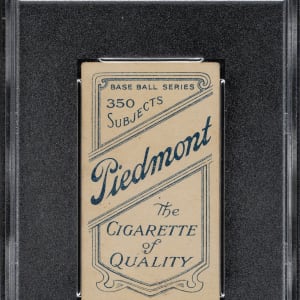 BASE BALL SERIES
350
SUBJECTS
Piedmont
The
CIGARETTE
of
QUALITY